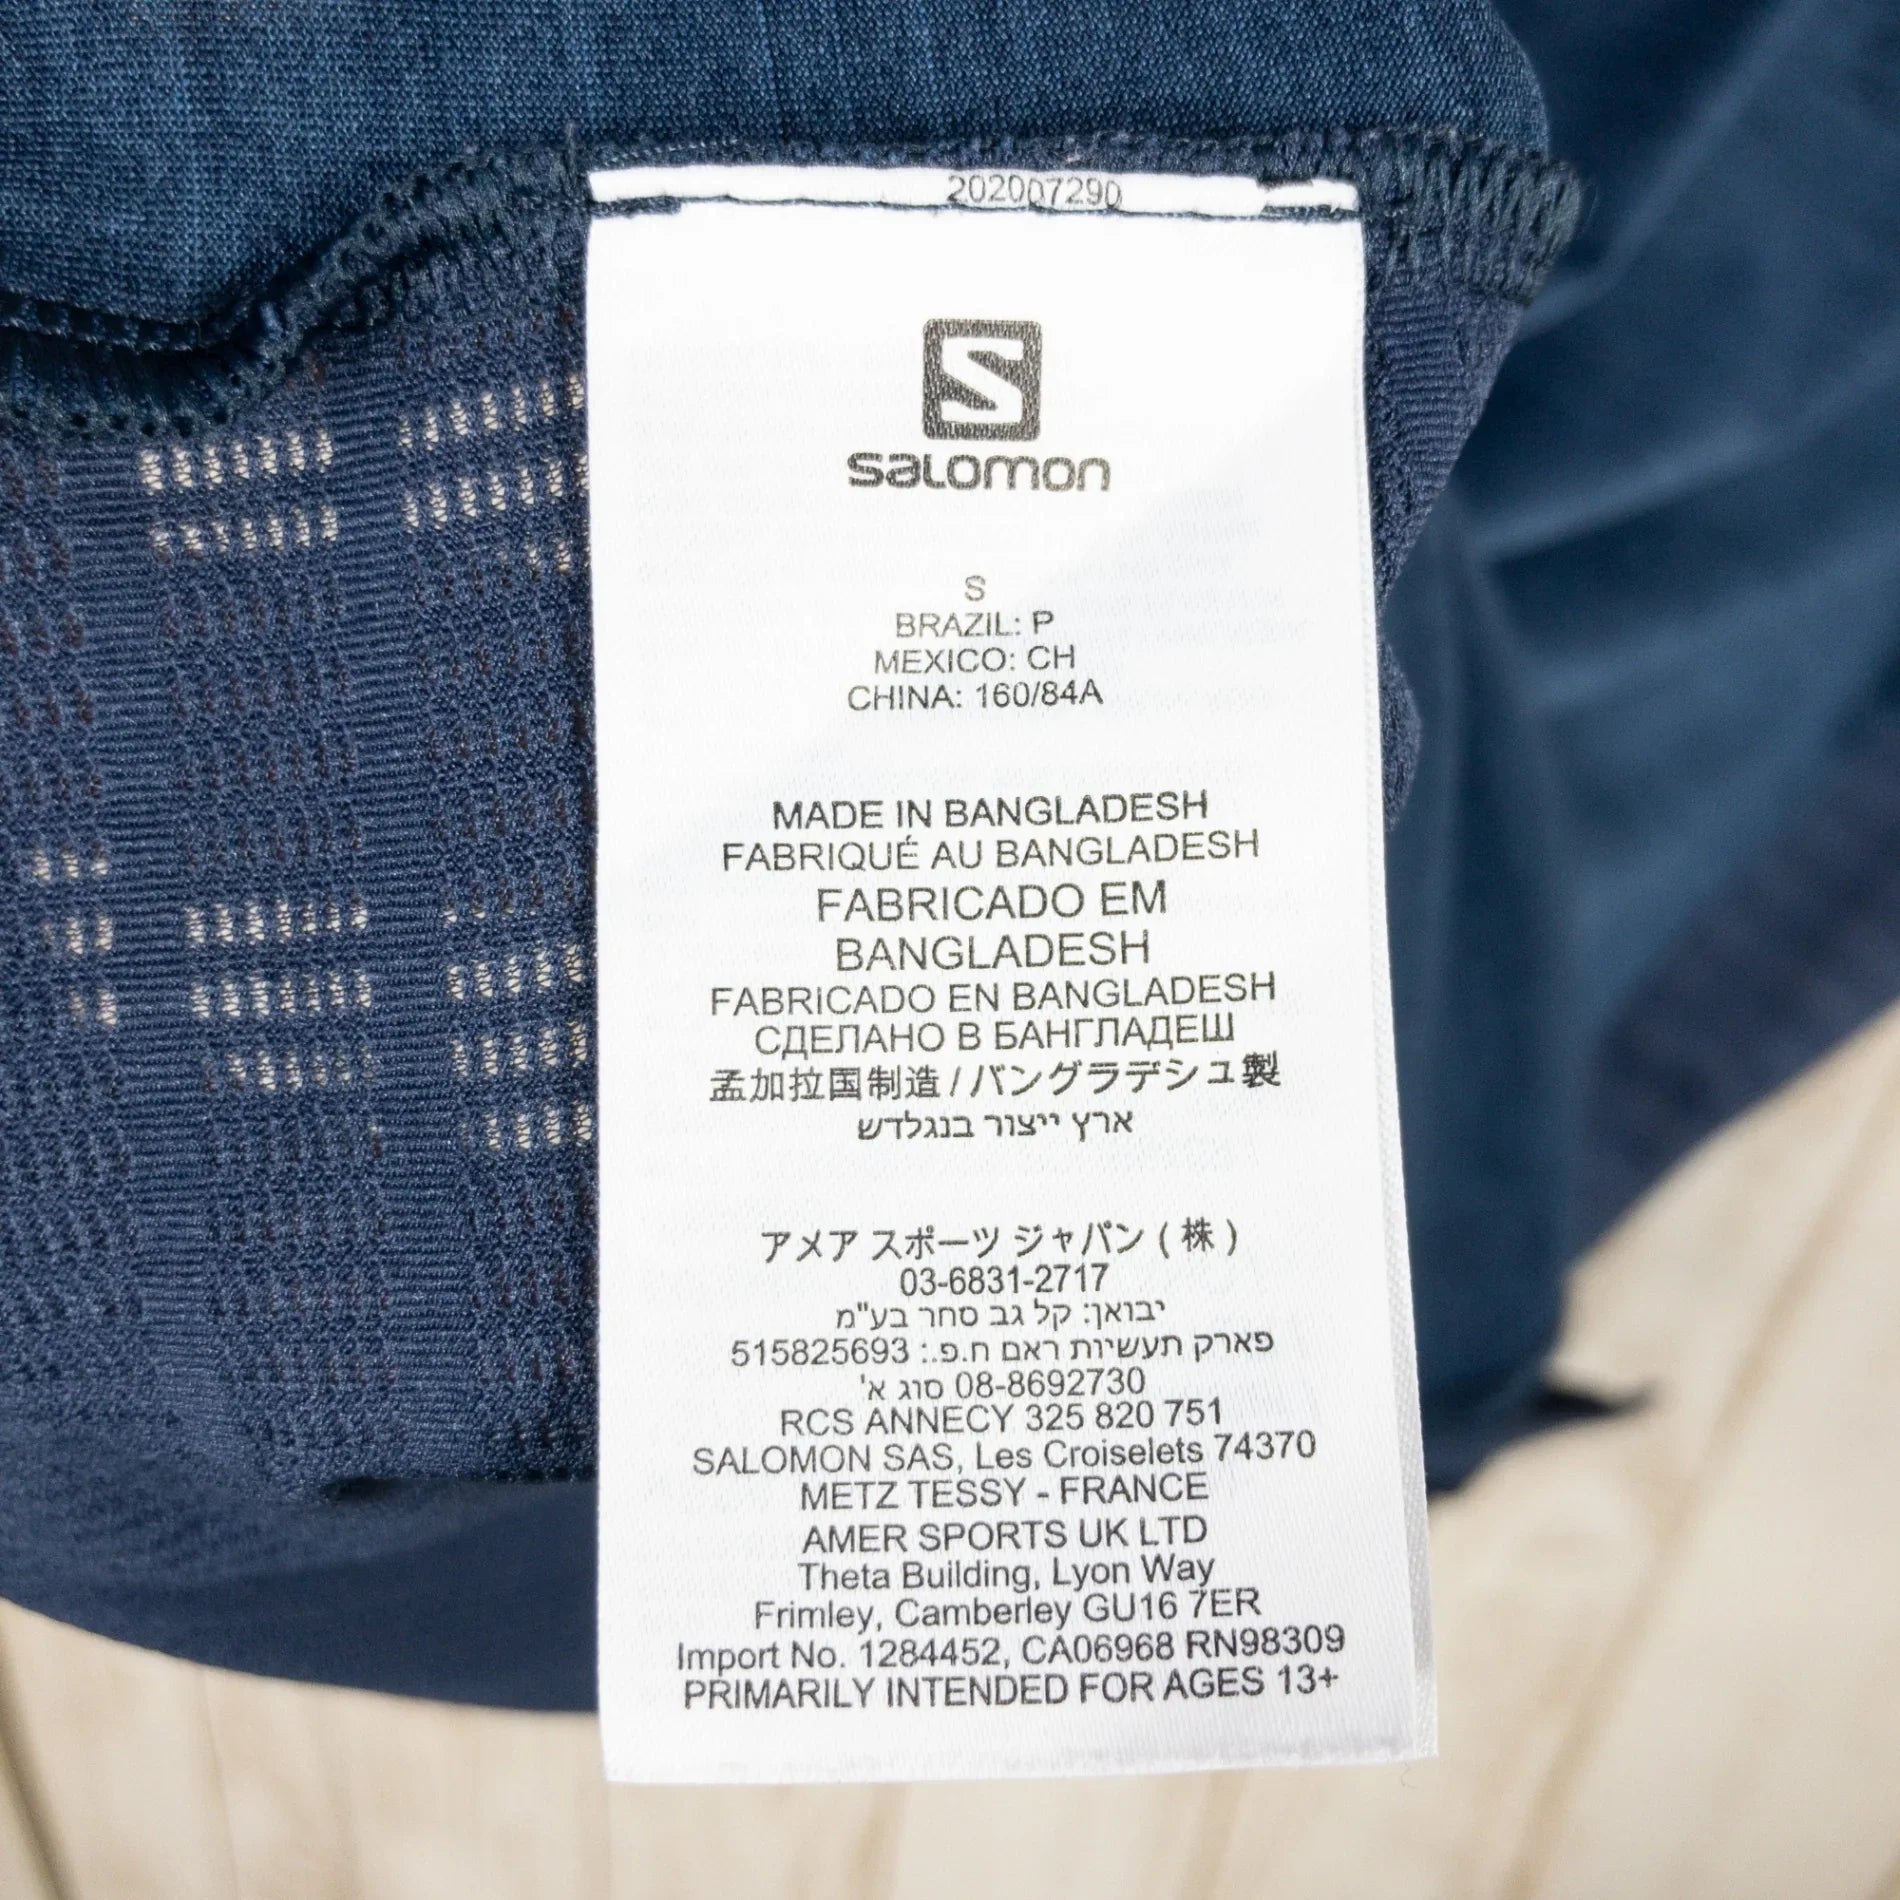 202007290
S
salomon
S
BRAZIL: P
MEXICO: CH
CHINA: 160/84A
MADE IN BANGLADESH
FABRIQUÉ AU BANGLADESH
FABRICADO EM
BANGLADESH
FABRICADO EN BANGLADESH
СДЕЛАНО В БАНГЛАДЕШ
孟加拉国制造/バングラデシュ製
ארץ ייצור בנגלדש
アメア スポーツ ジャパン ( 株 )
03-6831-2717
יבואן: קל גב סחר בע"מ
פארק תעשיות ראם ח.פ.: 515825693
08-8692730 סוג א'
RCS ANNECY 325 820 751
SALOMON SAS, Les Croiselets 74370
METZ TESSY - FRANCE
AMER SPORTS UK LTD
Theta Building, Lyon Way
Frimley, Camberley GU16 7ER
Import No. 1284452, CA06968 RN98309
PRIMARILY INTENDED FOR AGES 13+